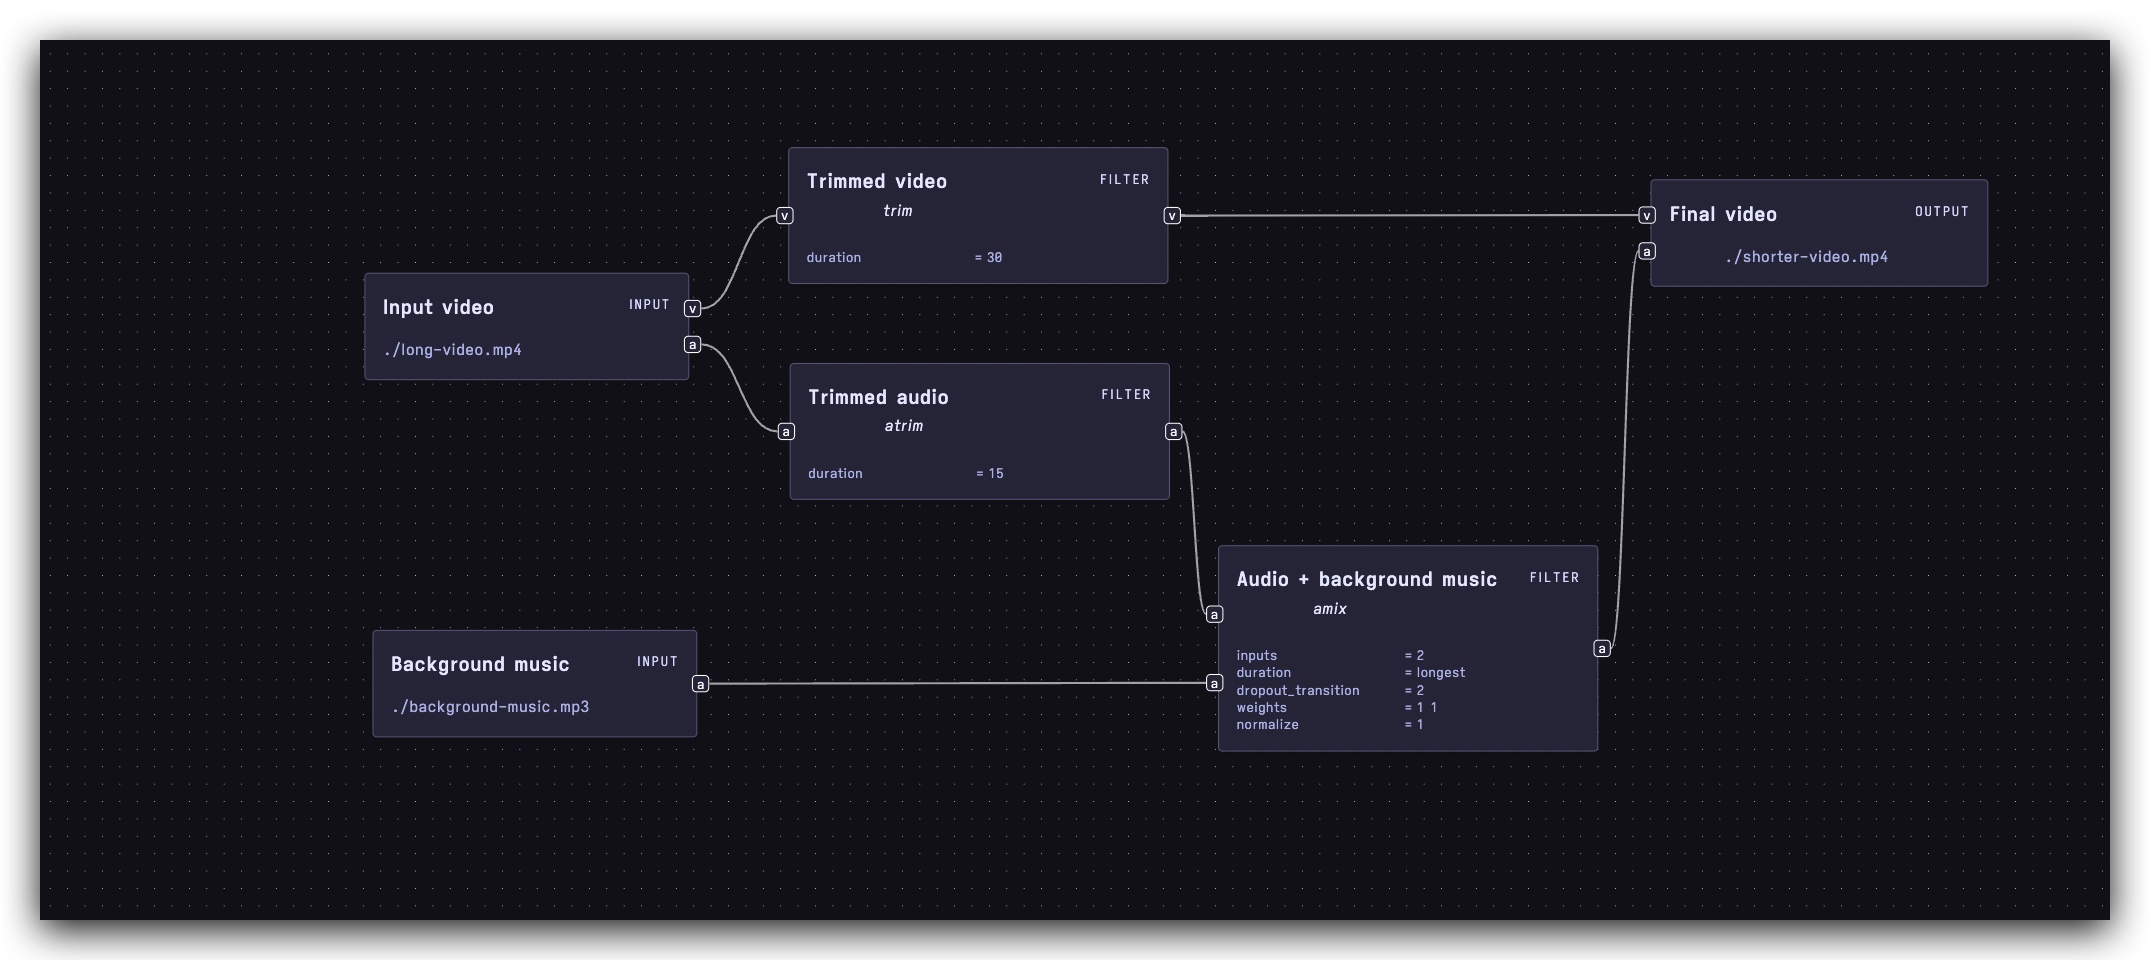 Input video INPUT
v
a
./long-video.mp4
Trimmed video FILTER
trim
v v
duration = 30
Trimmed audio FILTER
atrim
a a
duration = 15
Background music INPUT
a
./background-music.mp3
Audio + background music FILTER
amix
a
a
a
inputs = 2
duration = longest
dropout_transition = 2
weights = 1 1
normalize = 1
v Final video OUTPUT
a
./shorter-video.mp4